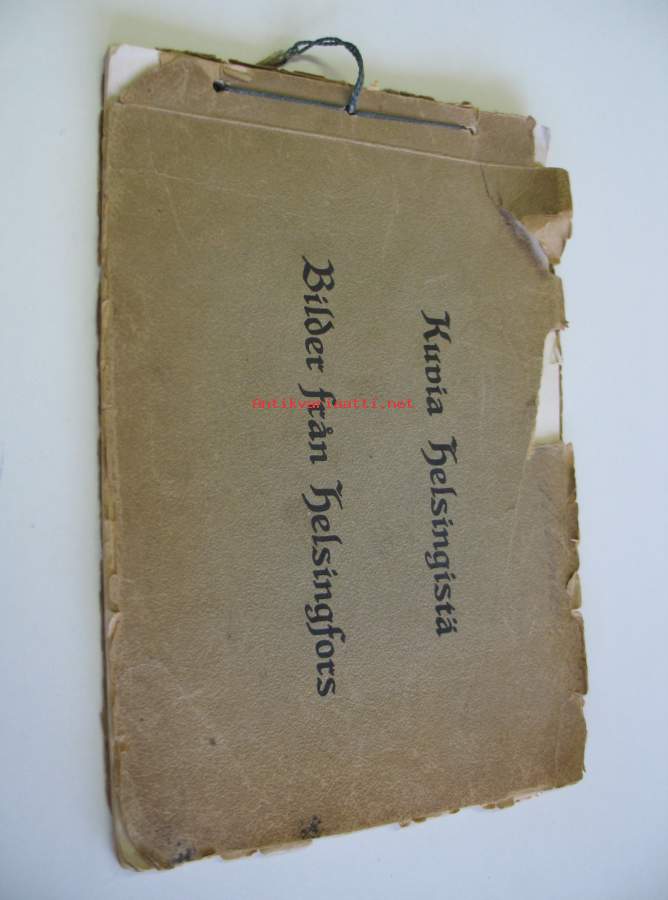 Kuvia Helsingistä
Bilder från Helsingfors
Antikvariaatti.net